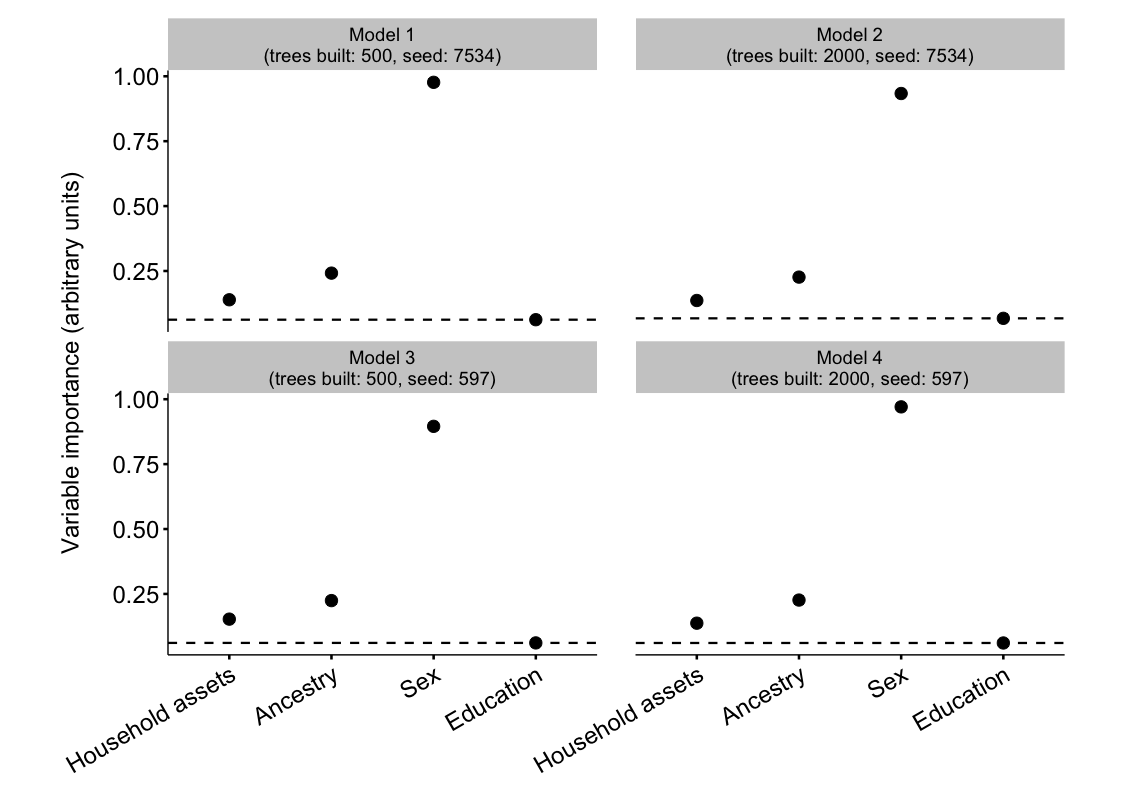 Model 1
(trees built: 500, seed: 7534)
Model 2
(trees built: 2000, seed: 7534)
1.00
0.75
0.50
0.25
Variable importance (arbitrary units)
Model 3
(trees built: 500, seed: 597)
Model 4
(trees built: 2000, seed: 597)
1.00
0.75
0.50
0.25
Household assets
Ancestry
Sex
Education
Household assets
Ancestry
Sex
Education